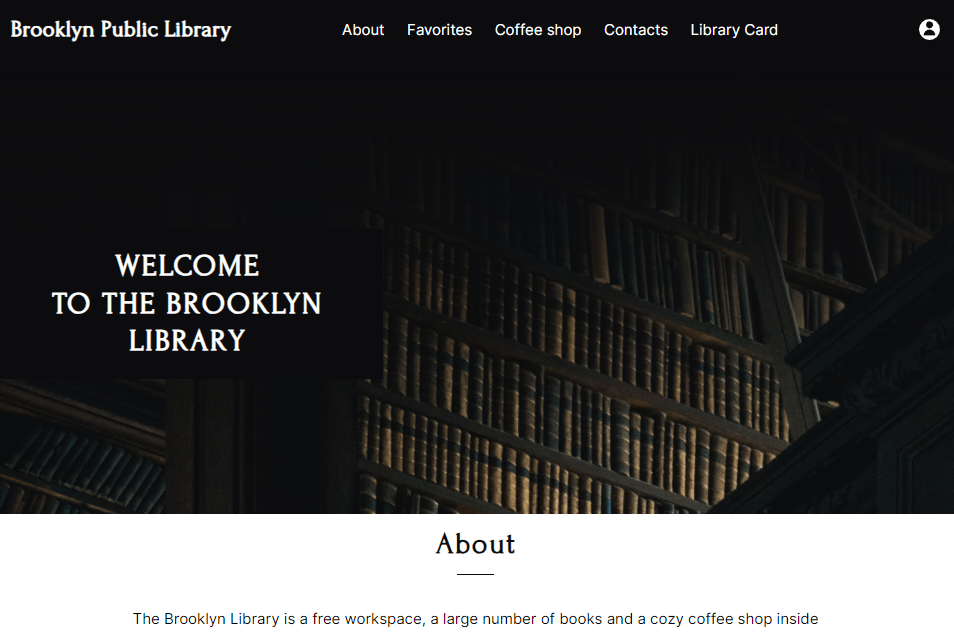 Brooklyn Public Library
About Favorites Coffee shop Contacts Library Card
WELCOME
TO THE BROOKLYN
LIBRARY
About
The Brooklyn Library is a free workspace, a large number of books and a cozy coffee shop inside